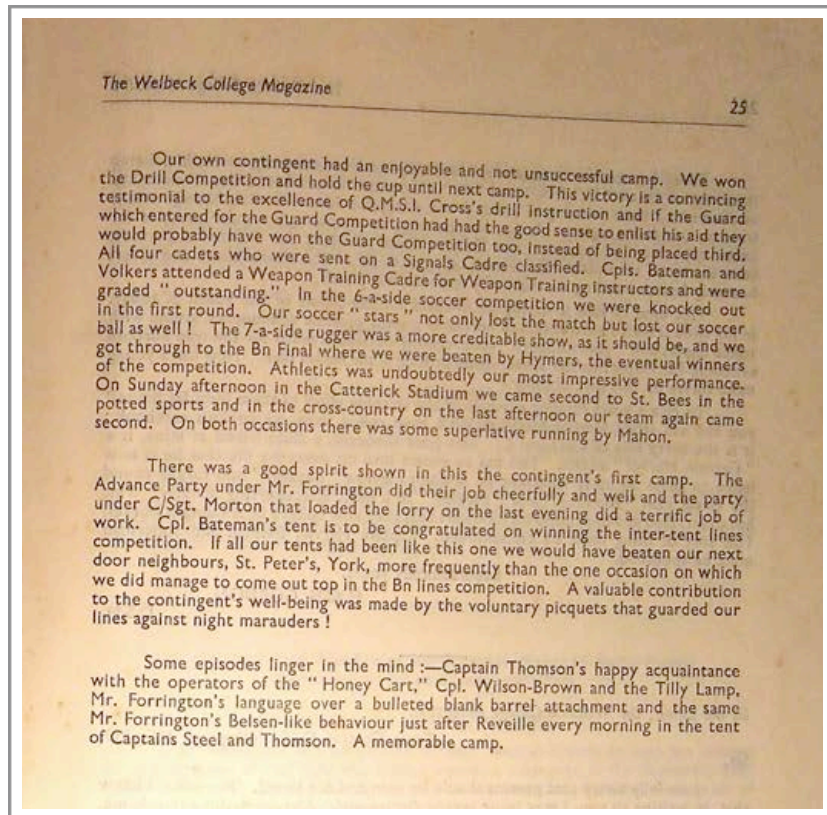 The Welbeck College Magazine
25
Our own contingent had an enjoyable and not unsuccessful camp. We won
the Drill Competition and hold the cup until next camp. This victory is a convincing
testimonial to the excellence of Q.M.S.I. Cross's drill instruction and if the Guard
which entered for the Guard Competition had had the good sense to enlist his aid they
would probably have won the Guard Competition too, instead of being placed third.
All four cadets who were sent on a Signals Cadre classified. Cpls. Bateman and
Volkers attended a Weapon Training Cadre for Weapon Training instructors and were
graded " outstanding." In the 6-a-side soccer competition we were knocked out
in the first round. Our soccer " stars " not only lost the match but lost our soccer
ball as well ! The 7-a-side rugger was a more creditable show, as it should be, and we
got through to the Bn Final where we were beaten by Hymers, the eventual winners
of the competition. Athletics was undoubtedly our most impressive performance.
On Sunday afternoon in the Catterick Stadium we came second to St. Bees in the
potted sports and in the cross-country on the last afternoon our team again came
second. On both occasions there was some superlative running by Mahon.
There was a good spirit shown in this the contingent's first camp. The
Advance Party under Mr. Forrington did their job cheerfully and well and the party
under C/Sgt. Morton that loaded the lorry on the last evening did a terrific job of
work. Cpl. Bateman's tent is to be congratulated on winning the inter-tent lines
competition. If all our tents had been like this one we would have beaten our next
door neighbours, St. Peter's, York, more frequently than the one occasion on which
we did manage to come out top in the Bn lines competition. A valuable contribution
to the contingent's well-being was made by the voluntary picquets that guarded our
lines against night marauders !
Some episodes linger in the mind :—Captain Thomson's happy acquaintance
with the operators of the " Honey Cart," Cpl. Wilson-Brown and the Tilly Lamp,
Mr. Forrington's language over a bulleted blank barrel attachment and the same
Mr. Forrington's Belsen-like behaviour just after Reveille every morning in the tent
of Captains Steel and Thomson. A memorable camp.